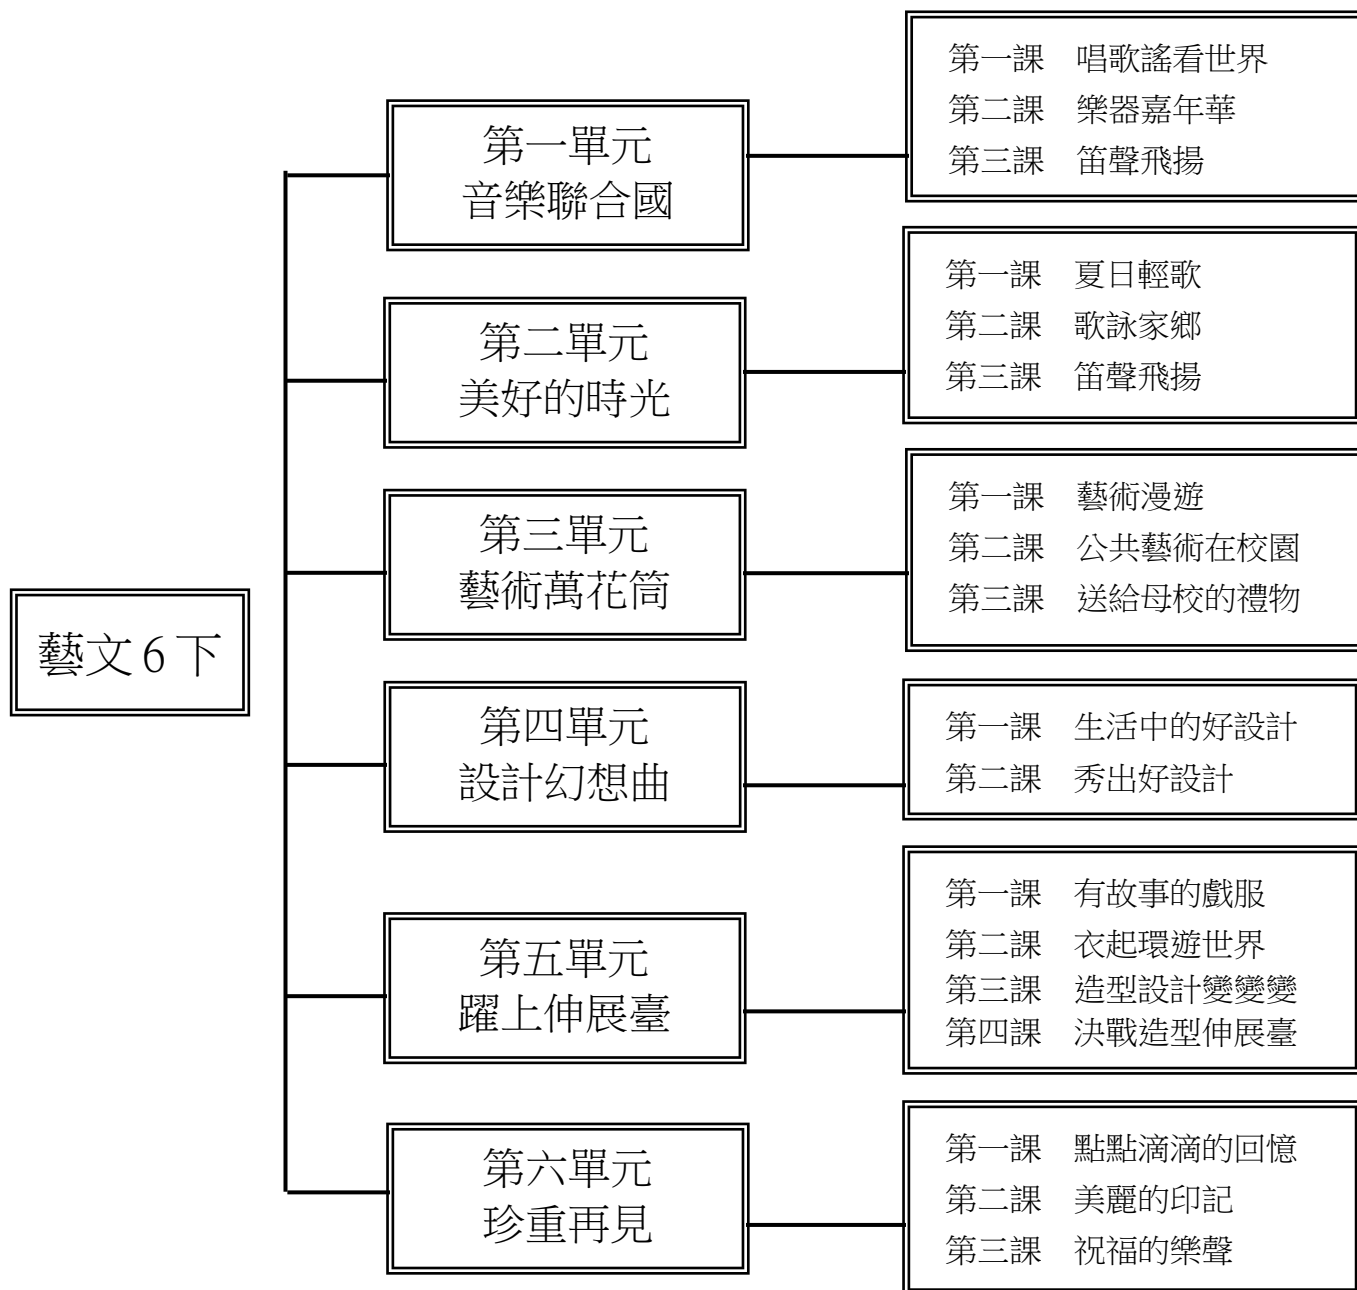 藝文6下
第一單元
音樂聯合國
第一課　唱歌謠看世界
第二課　樂器嘉年華
第三課　笛聲飛揚
第二單元
美好的時光
第一課　夏日輕歌
第二課　歌詠家鄉
第三課　笛聲飛揚
第三單元
藝術萬花筒
第一課　藝術漫遊
第二課　公共藝術在校園
第三課　送給母校的禮物
第四單元
設計幻想曲
第一課　生活中的好設計
第二課　秀出好設計
第五單元
躍上伸展臺
第一課　有故事的戲服
第二課　衣起環遊世界
第三課　造型設計變變變
第四課　決戰造型伸展臺
第六單元
珍重再見
第一課　點點滴滴的回憶
第二課　美麗的印記
第三課　祝福的樂聲